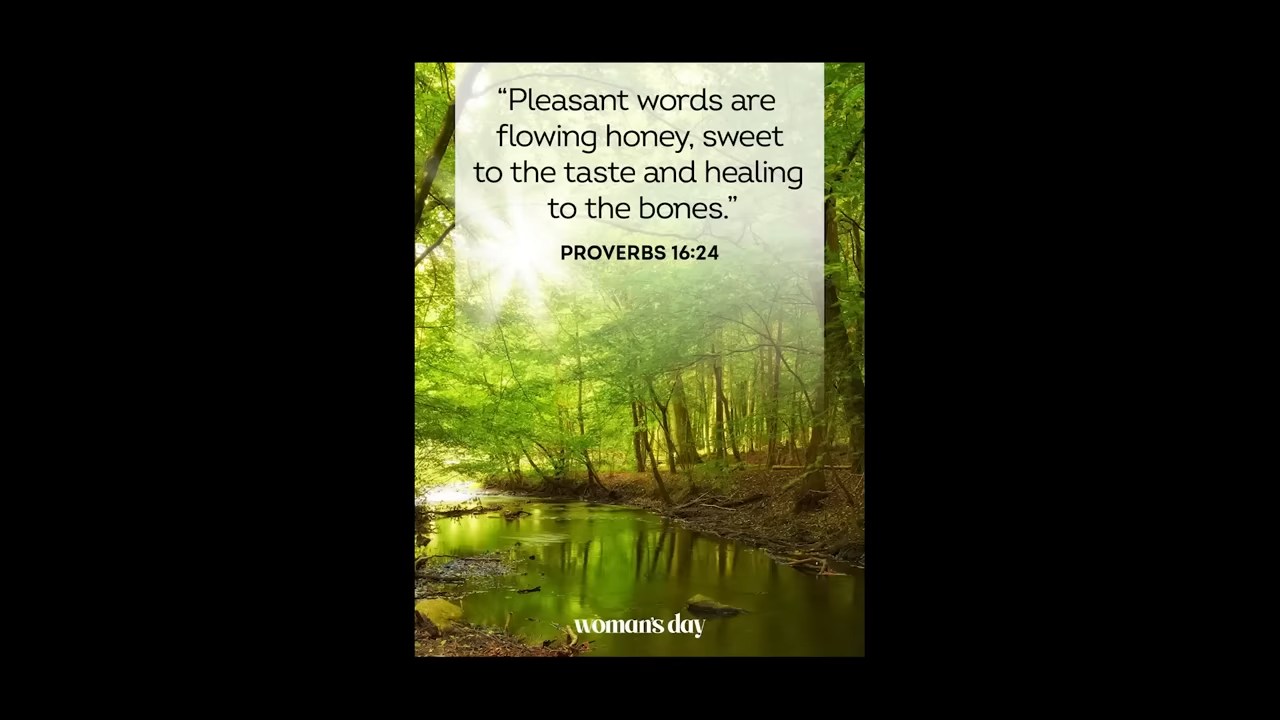 “Pleasant words are
flowing honey, sweet
to the taste and healing
to the bones.”
PROVERBS 16:24
woman's day